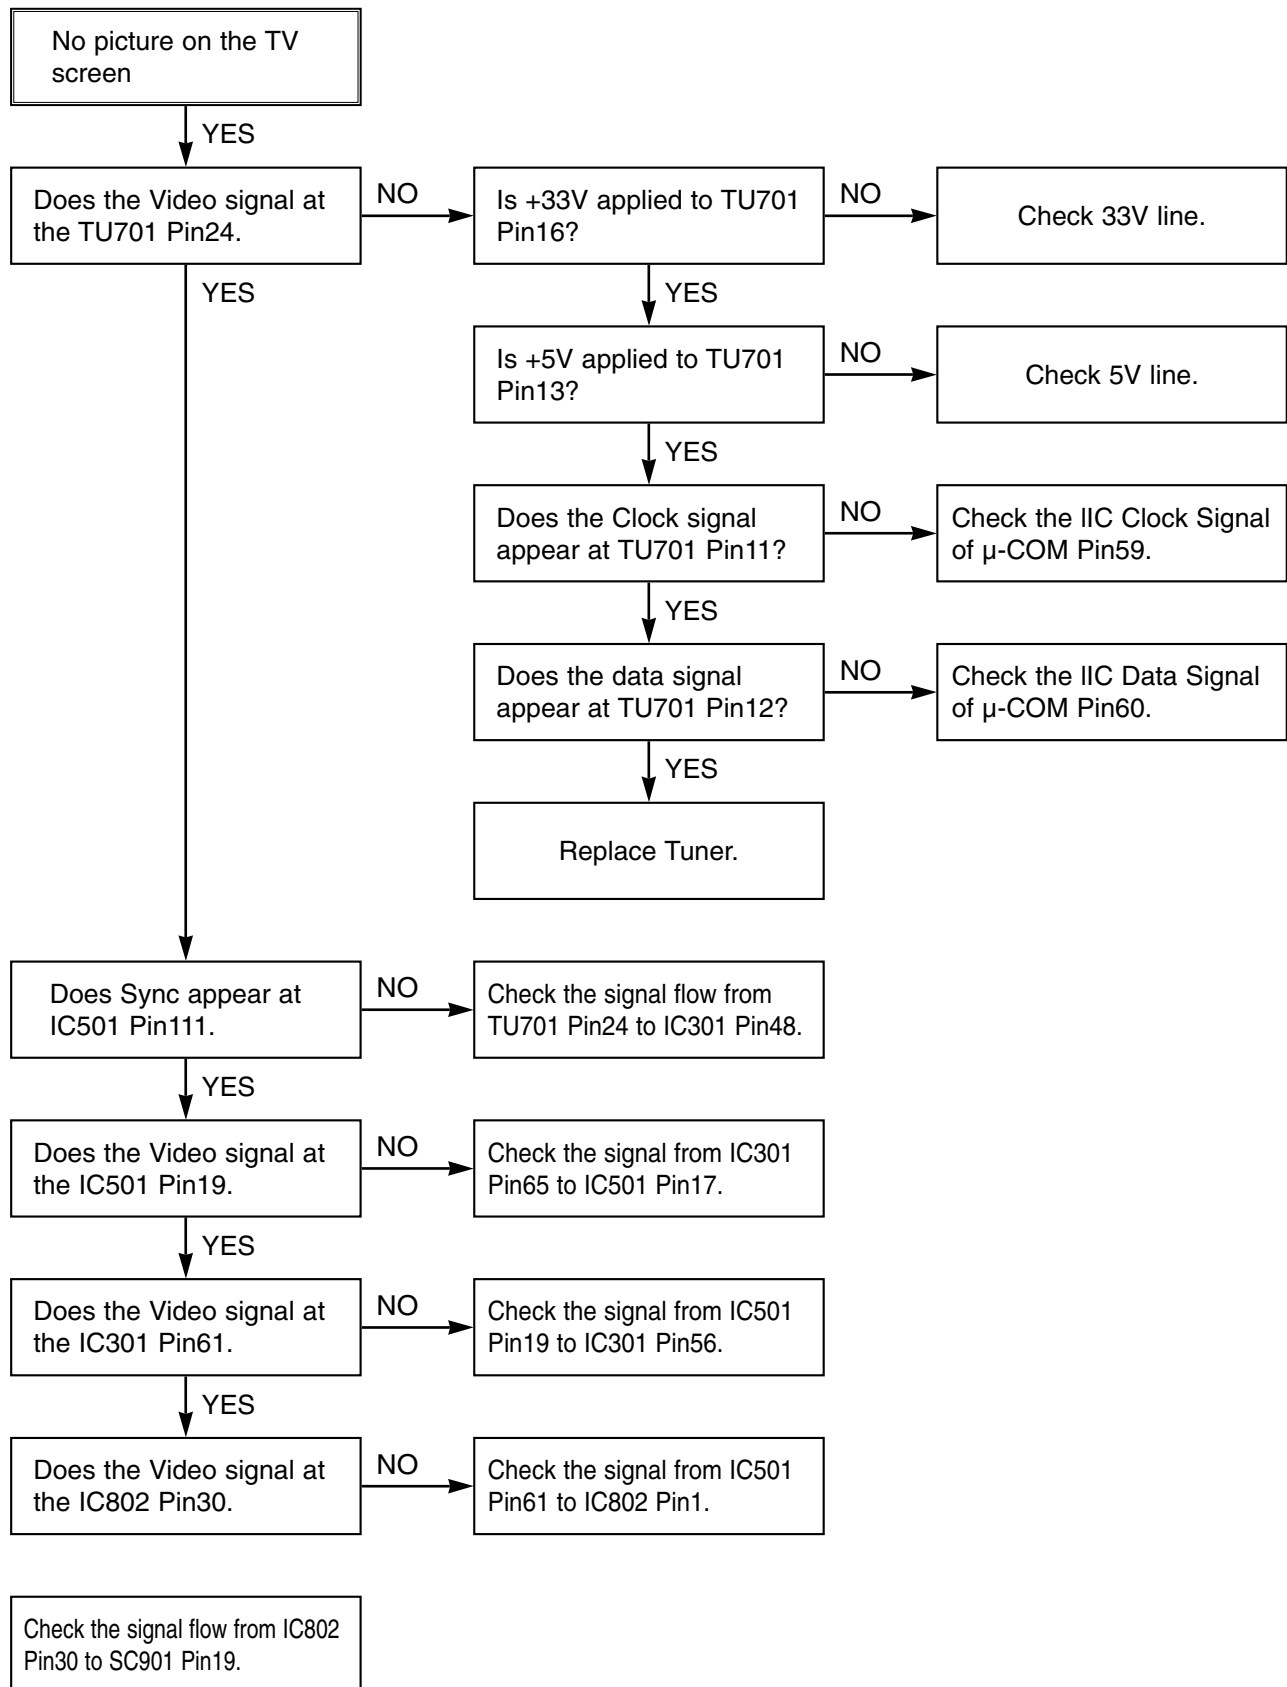 No picture on the TV
screen
YES
Does the Video signal at
the TU701 Pin24.
NO
Is +33V applied to TU701
Pin16?
NO
Check 33V line.
YES
YES
Is +5V applied to TU701
Pin13?
NO
Check 5V line.
YES
Does the Clock signal
appear at TU701 Pin11?
NO
Check the IIC Clock Signal
of µ-COM Pin59.
YES
Does the data signal
appear at TU701 Pin12?
NO
Check the IIC Data Signal
of µ-COM Pin60.
YES
Replace Tuner.
Does Sync appear at
IC501 Pin111.
NO
Check the signal flow from
TU701 Pin24 to IC301 Pin48.
YES
Does the Video signal at
the IC501 Pin19.
NO
Check the signal from IC301
Pin65 to IC501 Pin17.
YES
Does the Video signal at
the IC301 Pin61.
NO
Check the signal from IC501
Pin19 to IC301 Pin56.
YES
Does the Video signal at
the IC802 Pin30.
NO
Check the signal from IC501
Pin61 to IC802 Pin1.
Check the signal flow from IC802
Pin30 to SC901 Pin19.